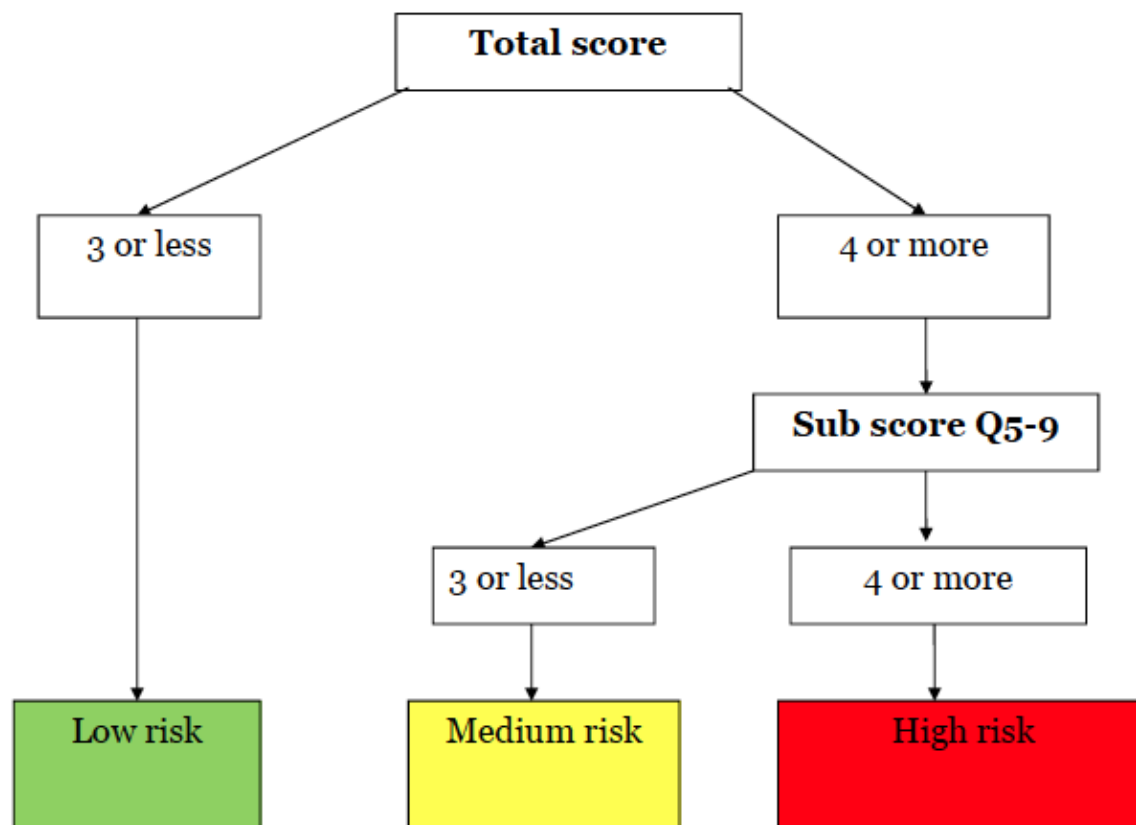 Total score
3 or less
4 or more
Sub score Q5-9
3 or less
4 or more
Low risk
Medium risk
High risk